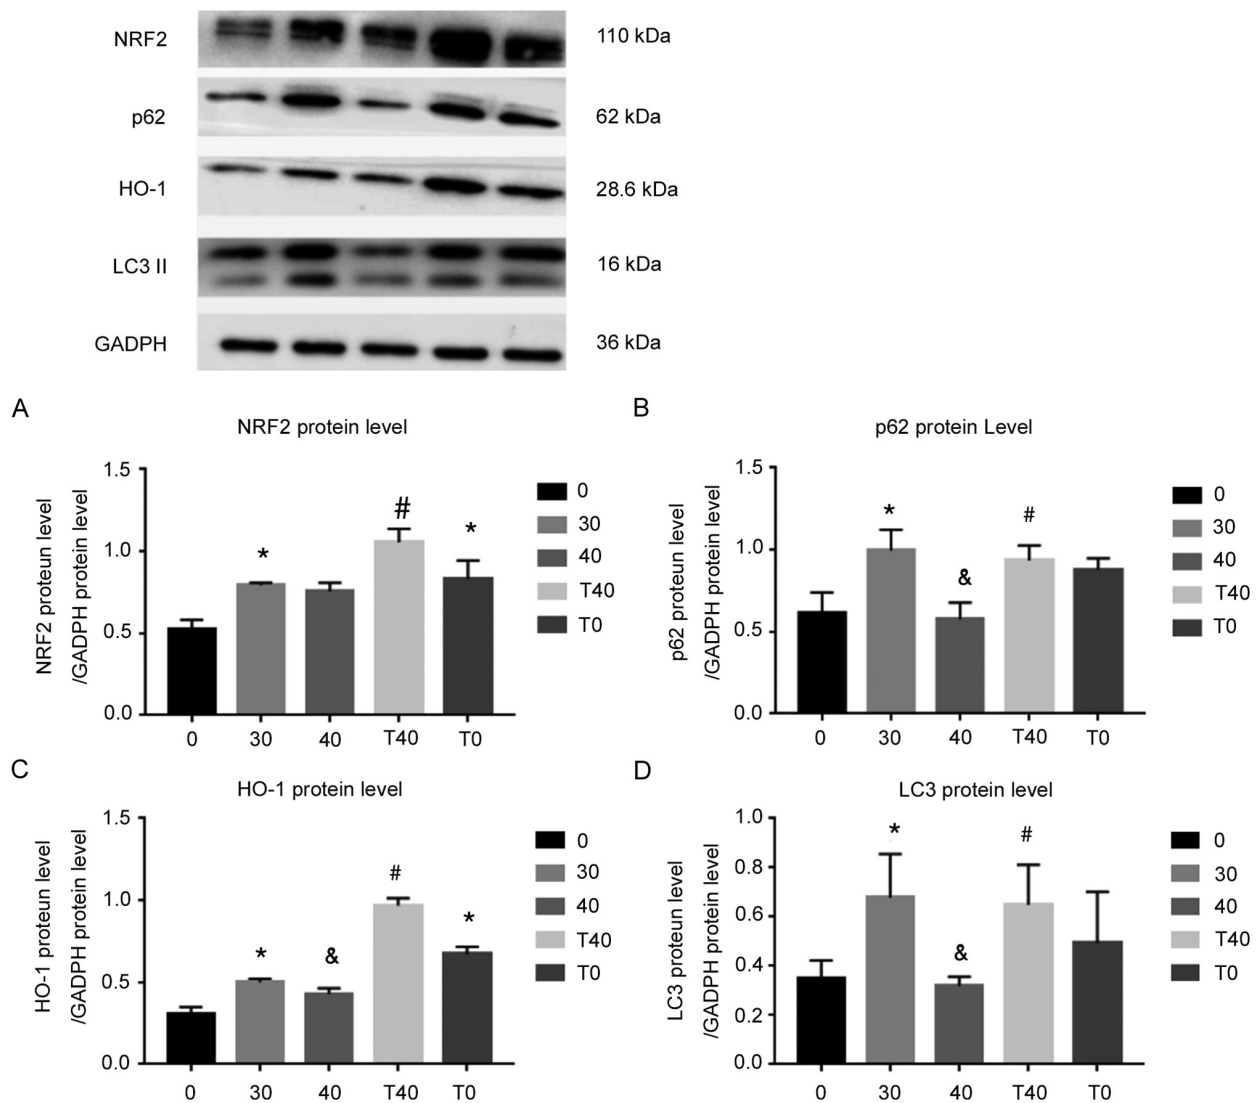 NRF2
110 kDa
p62
62 kDa
HO-1
28.6 kDa
LC3 II
16 kDa
GADPH
36 kDa
A
NRF2 protein level
NRF2 proteun level
/GADPH protein level
1.5
1.0
0.5
0.0
*
#
*
0
30
40
T40
T0
0
30
40
T40
T0
B
p62 protein Level
p62 proteun level
/GADPH protein level
1.5
1.0
0.5
0.0
*
&
#
0
30
40
T40
T0
0
30
40
T40
T0
C
HO-1 protein level
HO-1 proteun level
/GADPH protein level
1.5
1.0
0.5
0.0
*
&
#
*
0
30
40
T40
T0
0
30
40
T40
T0
D
LC3 protein level
LC3 proteun level
/GADPH protein level
1.0
0.8
0.6
0.4
0.2
0.0
*
&
#
0
30
40
T40
T0
0
30
40
T40
T0